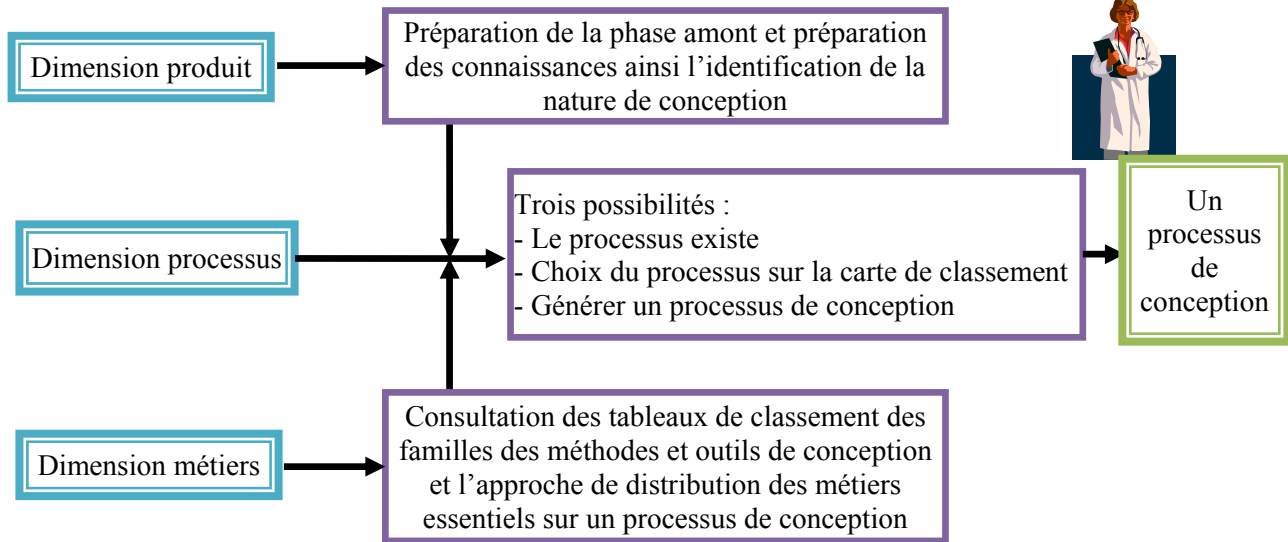 Dimension produit
Préparation de la phase amont et préparation
des connaissances ainsi l'identification de la
nature de conception
Dimension processus
Trois possibilités :
- Le processus existe
- Choix du processus sur la carte de classement
- Générer un processus de conception
Un
processus
de
conception
Dimension métiers
Consultation des tableaux de classement des
familles des méthodes et outils de conception
et l'approche de distribution des métiers
essentiels sur un processus de conception